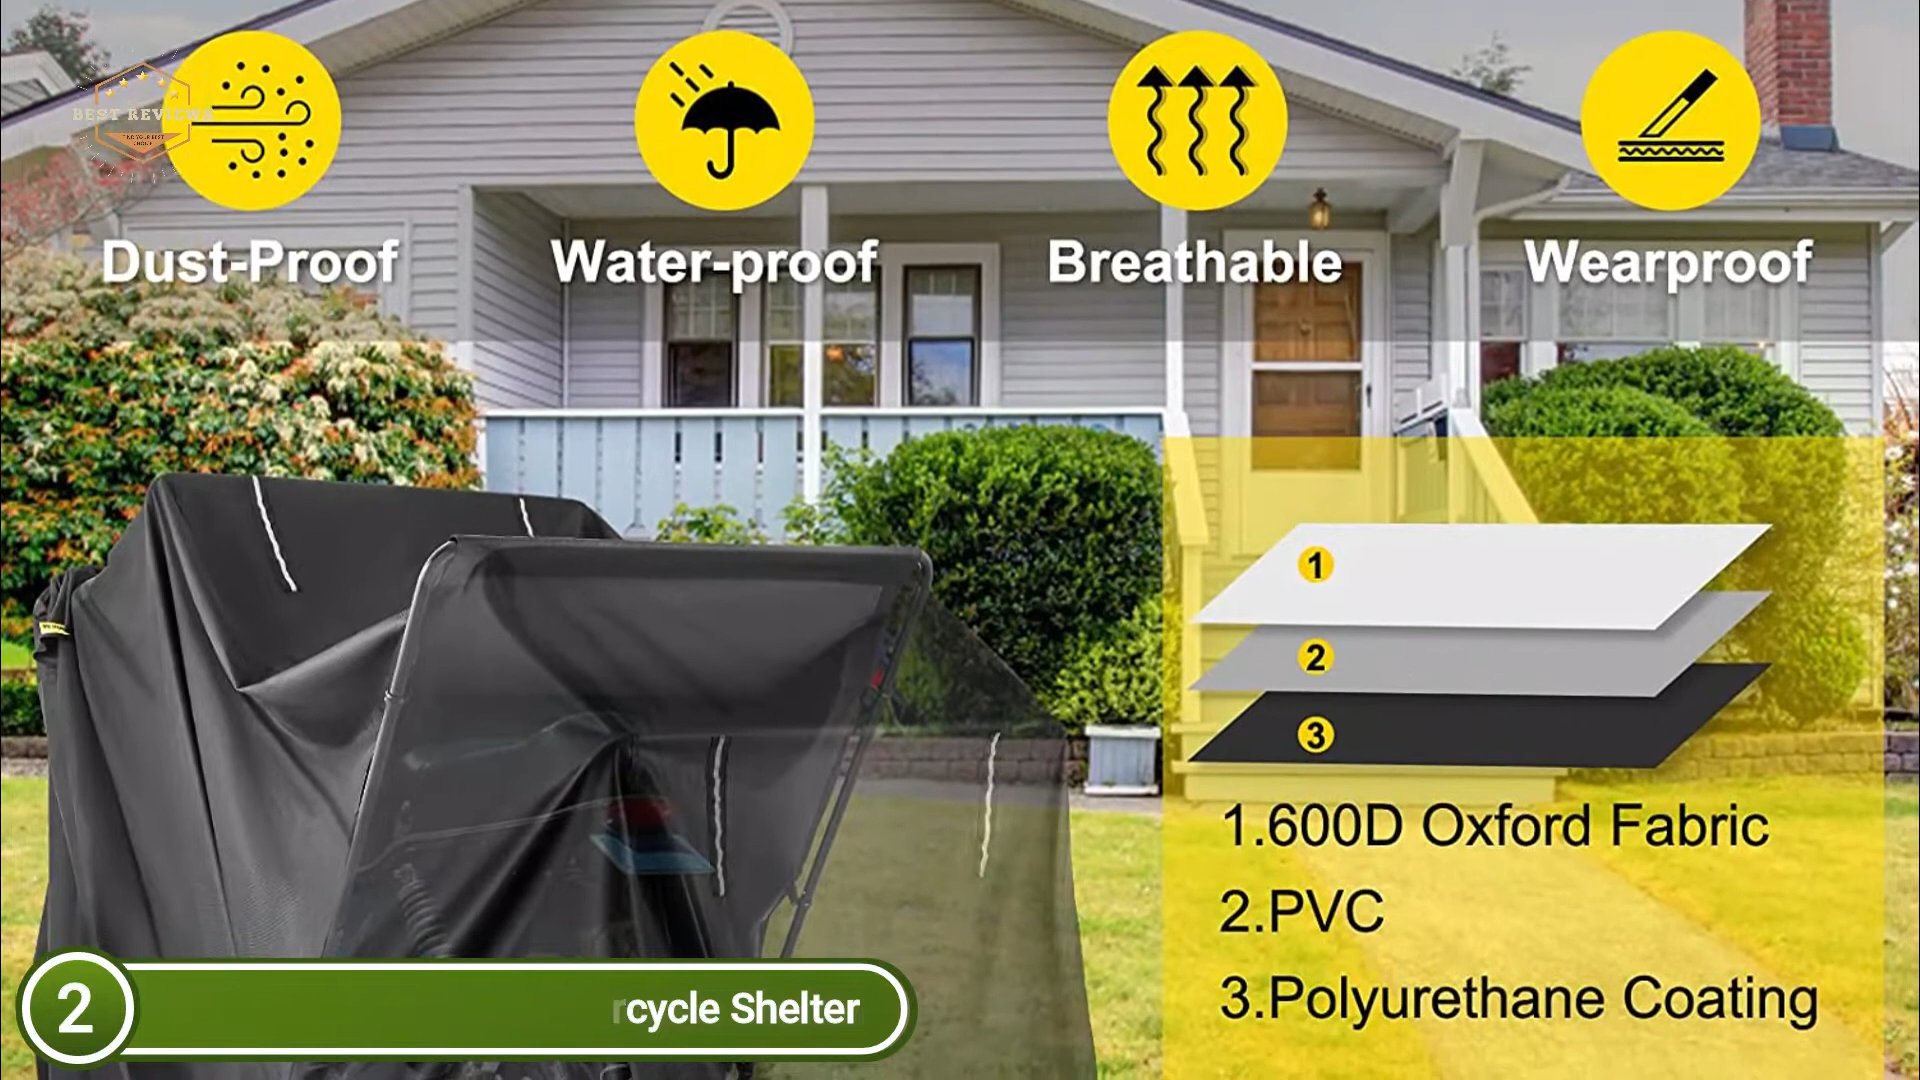 BEST REVIEWS
Dust-Proof
Water-proof
Breathable
Wearproof
1
2
3
1.600D Oxford Fabric
2.PVC
3.Polyurethane Coating
2
rcycle Shelter